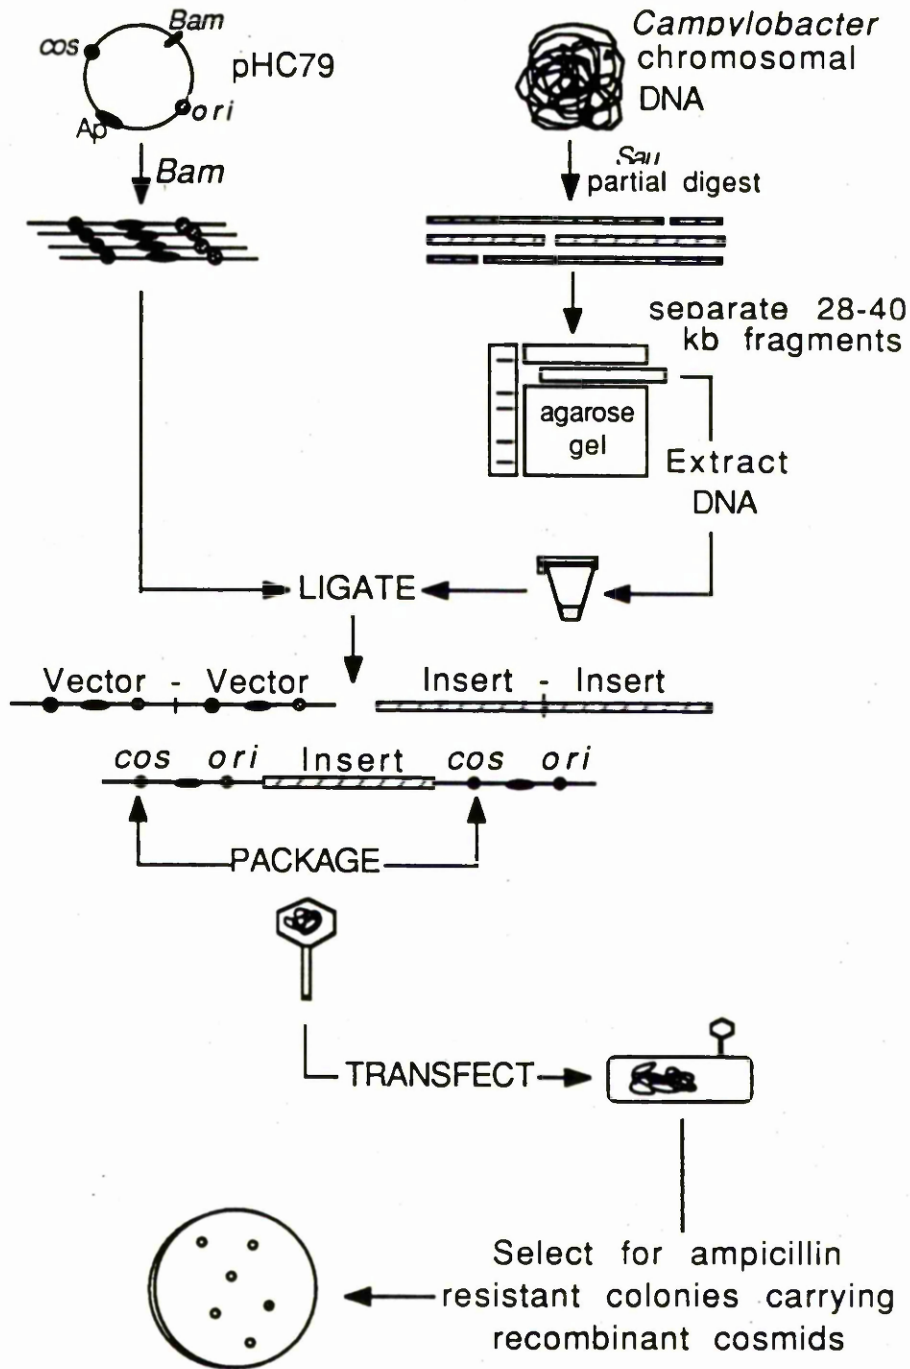 Bam
cos
pHC79
ori
Ap
Bam
Campylobacter
chromosomal
DNA
Sau
partial digest
separate 28-40
kb fragments
agarose
gel
Extract
DNA
LIGATE
Vector - Vector
Insert - Insert
cos ori Insert cos ori
PACKAGE
TRANSFECT
Select for ampicillin
resistant colonies carrying
recombinant cosmids